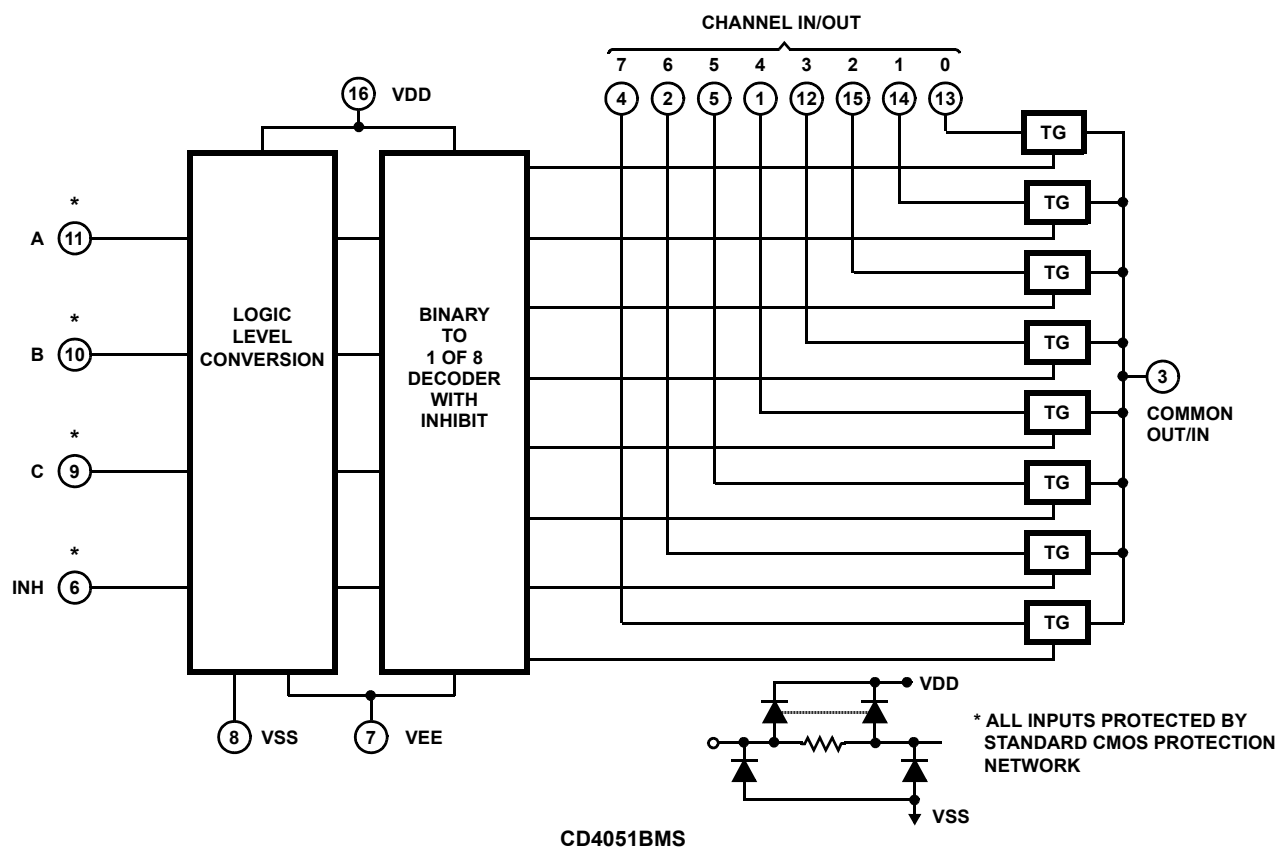 CHANNEL IN/OUT
7 6 5 4 3 2 1 0
16 VDD
4 2 5 1 12 15 14 13
TG
*
TG
A 11
TG
*
LOGIC LEVEL CONVERSION
BINARY TO 1 OF 8 DECODER WITH INHIBIT
TG
B 10
3
COMMON OUT/IN
TG
*
C 9
TG
*
TG
INH 6
TG
8 VSS
7 VEE
VDD
* ALL INPUTS PROTECTED BY
STANDARD CMOS PROTECTION
NETWORK
VSS
CD4051BMS